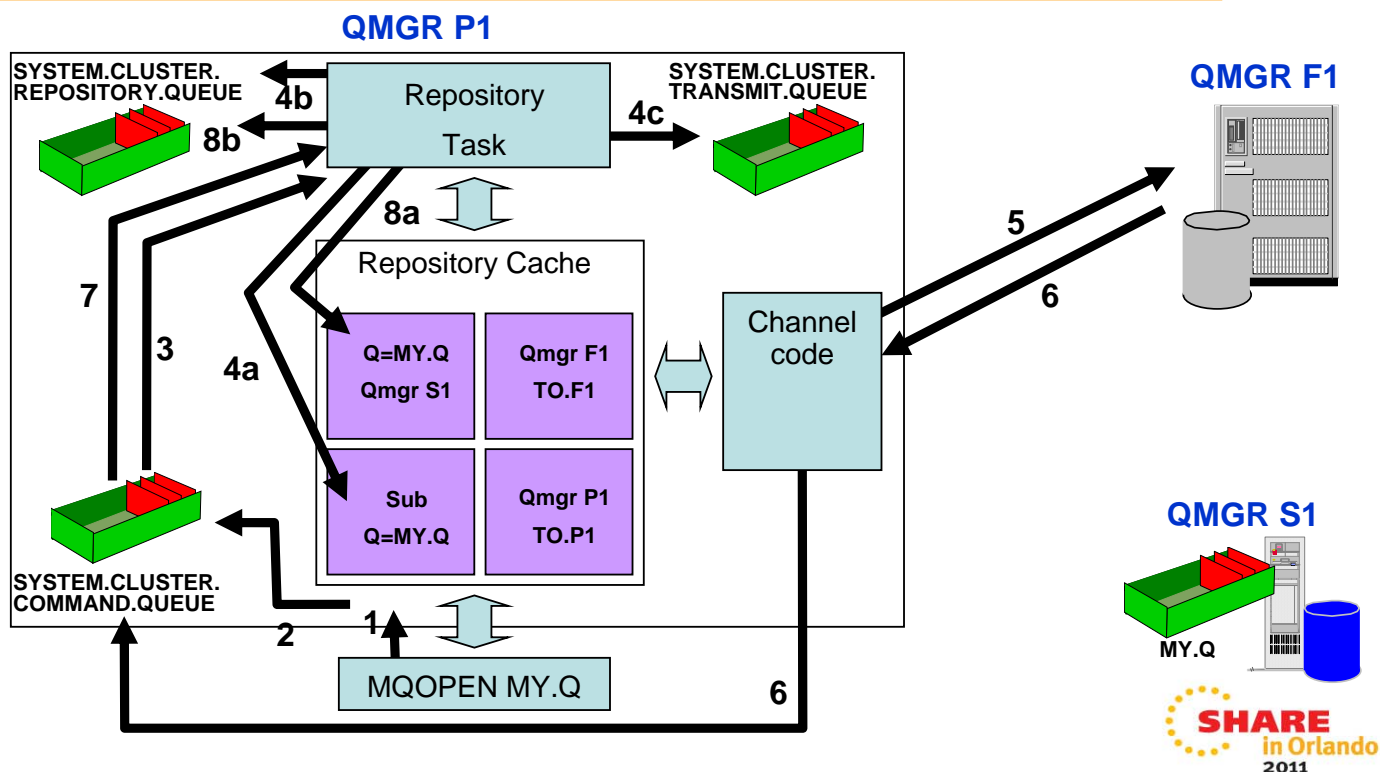 QMGR P1
SYSTEM.CLUSTER.
REPOSITORY.QUEUE
4b
8b
Repository
Task
4c
SYSTEM.CLUSTER.
TRANSMIT.QUEUE
QMGR F1
8a
5
6
Repository Cache
7
3
4a
Q=MY.Q
Qmgr S1
Qmgr F1
TO.F1
Sub
Q=MY.Q
Qmgr P1
TO.P1
Channel
code
SYSTEM.CLUSTER.
COMMAND.QUEUE
2
1
MQOPEN MY.Q
6
QMGR S1
MY.Q
SHARE
in Orlando
2011